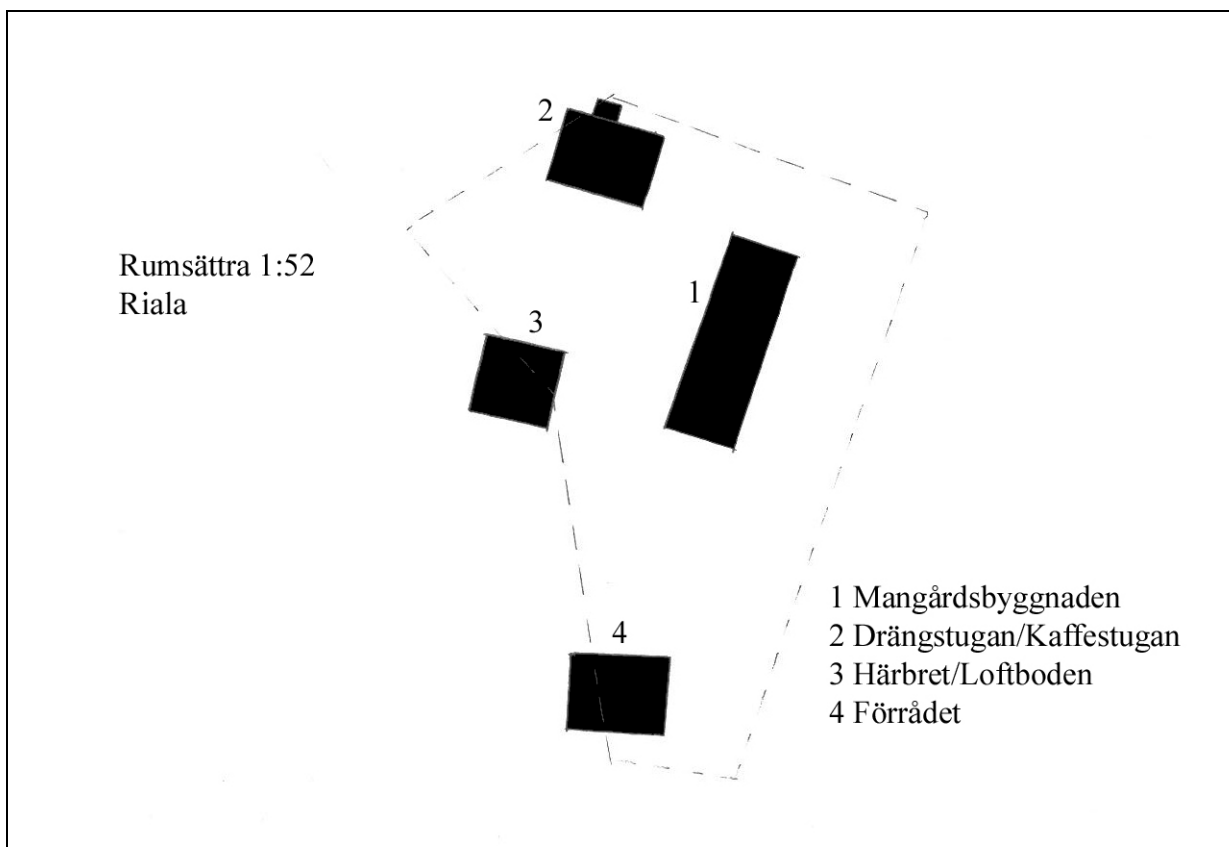 2
1
Rumsättra 1:52
Riala
3
4
1 Mangårdsbyggnaden
2 Drängstugan/Kaffestugan
3 Härbret/Loftboden
4 Förrådet